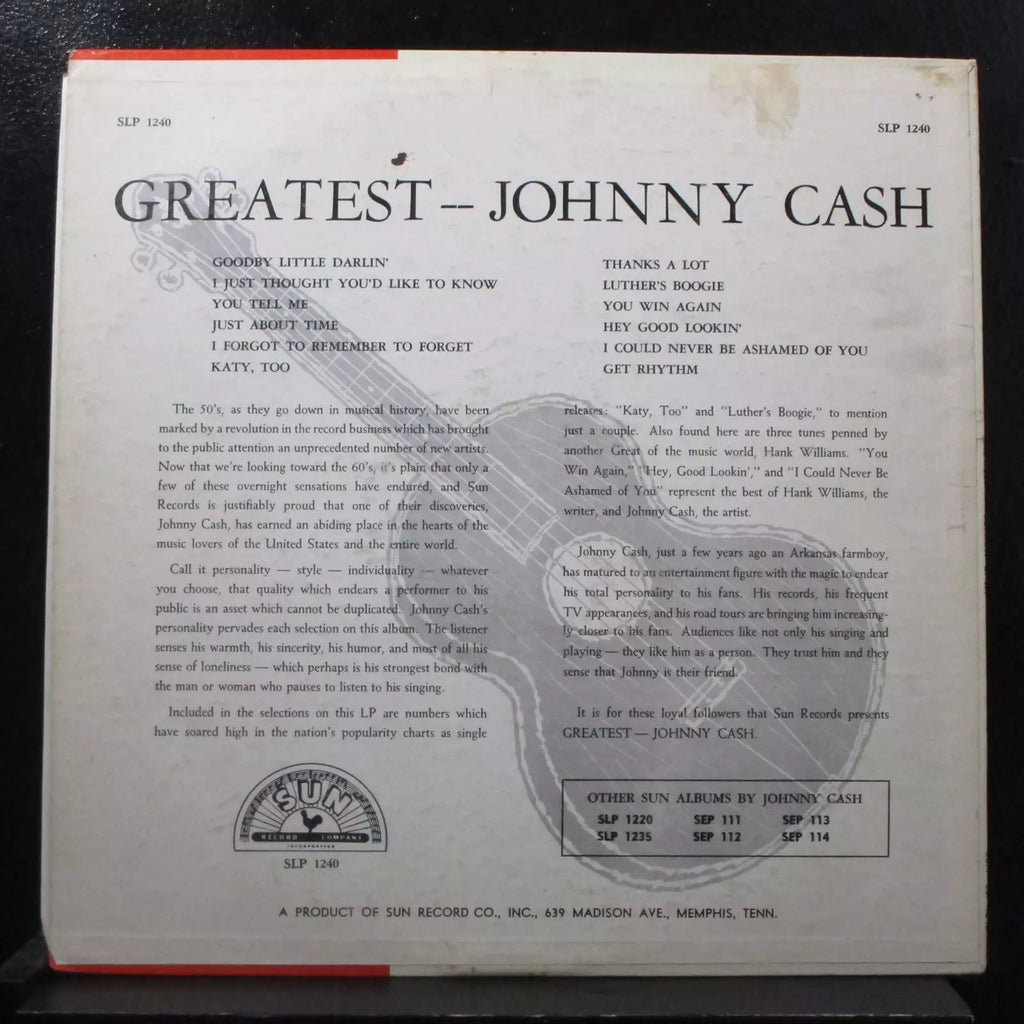 SLP 1240
SLP 1240
GREATEST -- JOHNNY CASH
GOODBY LITTLE DARLIN'
I JUST THOUGHT YOU'D LIKE TO KNOW
YOU TELL ME
JUST ABOUT TIME
I FORGOT TO REMEMBER TO FORGET
KATY, TOO
THANKS A LOT
LUTHER'S BOOGIE
YOU WIN AGAIN
HEY GOOD LOOKIN'
I COULD NEVER BE ASHAMED OF YOU
GET RHYTHM
The 50's, as they go down in musical history, have been
marked by a revolution in the record business which has brought
to the public attention an unprecedented number of new artists.
Now that we're looking toward the 60's, it's plain that only a
few of these overnight sensations have endured, and Sun
Records is justifiably proud that one of their discoveries,
Johnny Cash, has earned an abiding place in the hearts of the
music lovers of the United States and the entire world.
Call it personality — style — individuality — whatever
you choose, that quality which endears a performer to his
public is an asset which cannot be duplicated. Johnny Cash's
personality pervades each selection on this album. The listener
senses his warmth, his sincerity, his humor, and most of all his
sense of loneliness — which perhaps is his strongest bond with
the man or woman who pauses to listen to his singing.
Included in the selections on this LP are numbers which
have soared high in the nation's popularity charts as single
releases: "Katy, Too" and "Luther's Boogie," to mention
just a couple. Also found here are three tunes penned by
another Great of the music world, Hank Williams. "You
Win Again," "Hey, Good Lookin'," and "I Could Never Be
Ashamed of You" represent the best of Hank Williams, the
writer, and Johnny Cash, the artist.
Johnny Cash, just a few years ago an Arkansas farmboy,
has matured to an entertainment figure with the magic to endear
his total personality to his fans. His records, his frequent
TV appearances, and his road tours are bringing him increasing-
ly closer to his fans. Audiences like not only his singing and
playing — they like him as a person. They trust him and they
sense that Johnny is their friend.
It is for these loyal followers that Sun Records presents
GREATEST — JOHNNY CASH.
SUN
RECORD COMPANY
INCORPORATED
SLP 1240
OTHER SUN ALBUMS BY JOHNNY CASH
SLP 1220 SEP 111 SEP 113
SLP 1235 SEP 112 SEP 114
A PRODUCT OF SUN RECORD CO., INC., 639 MADISON AVE., MEMPHIS, TENN.